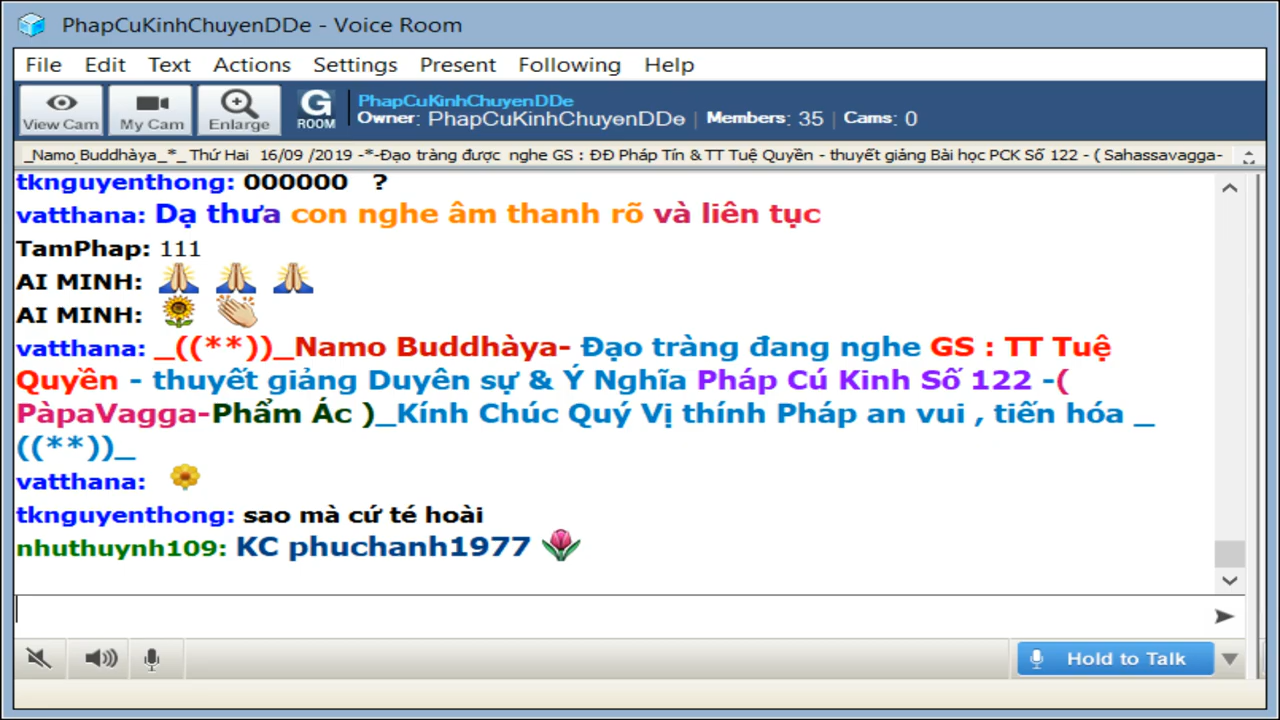 PhapCuKinhChuyenDDe - Voice Room
File Edit Text Actions Settings Present Following Help
View Cam My Cam Enlarge G ROOM
PhapCuKinhChuyenDDe
Owner: PhapCuKinhChuyenDDe | Members: 35 | Cams: 0
_Namo Buddhàya_*_ Thứ Hai 16/09 /2019 -*-Đạo tràng được nghe GS : ĐĐ Pháp Tín & TT Tuệ Quyền - thuyết giảng Bài học PCK Số 122 - ( Sahassavagga-
tknguyenthong: 000000 ?
vatthana: Dạ thưa con nghe âm thanh rõ và liên tục
TamPhap: 111
AI MINH:
AI MINH:
vatthana: _((**))_Namo Buddhàya- Đạo tràng đang nghe GS : TT Tuệ
Quyền - thuyết giảng Duyên sự & Ý Nghĩa Pháp Cú Kinh Số 122 -(
PàpaVagga-Phẩm Ác )_Kính Chúc Quý Vị thính Pháp an vui , tiến hóa _
((**))_
vatthana:
tknguyenthong: sao mà cứ té hoài
nhuthuynh109: KC phuchanh1977
Hold to Talk